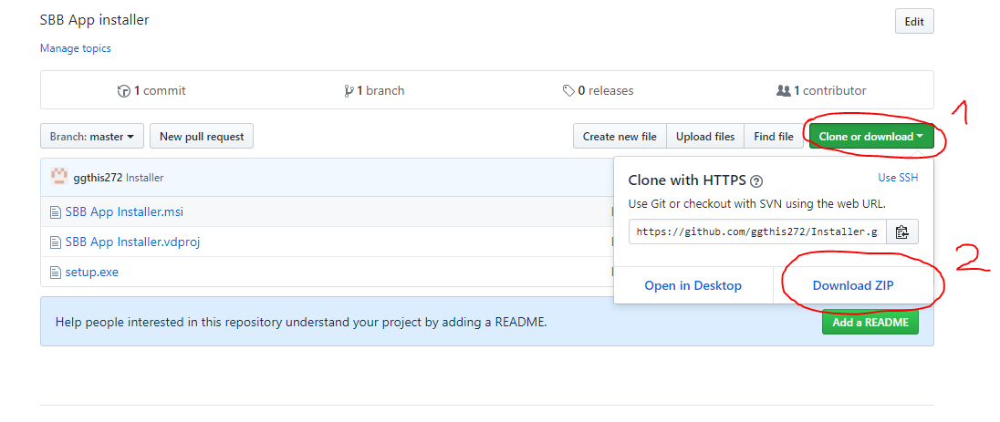 SBB App installer
Edit
Manage topics
1 commit
1 branch
0 releases
1 contributor
1
Branch: master
New pull request
Create new file
Upload files
Find file
Clone or download
ggthis272 Installer
Clone with HTTPS
Use SSH
Use Git or checkout with SVN using the web URL.
SBB App Installer.msi
https://github.com/ggthis272/Installer.g
SBB App Installer.vdproj
setup.exe
2
Open in Desktop
Download ZIP
Help people interested in this repository understand your project by adding a README.
Add a README